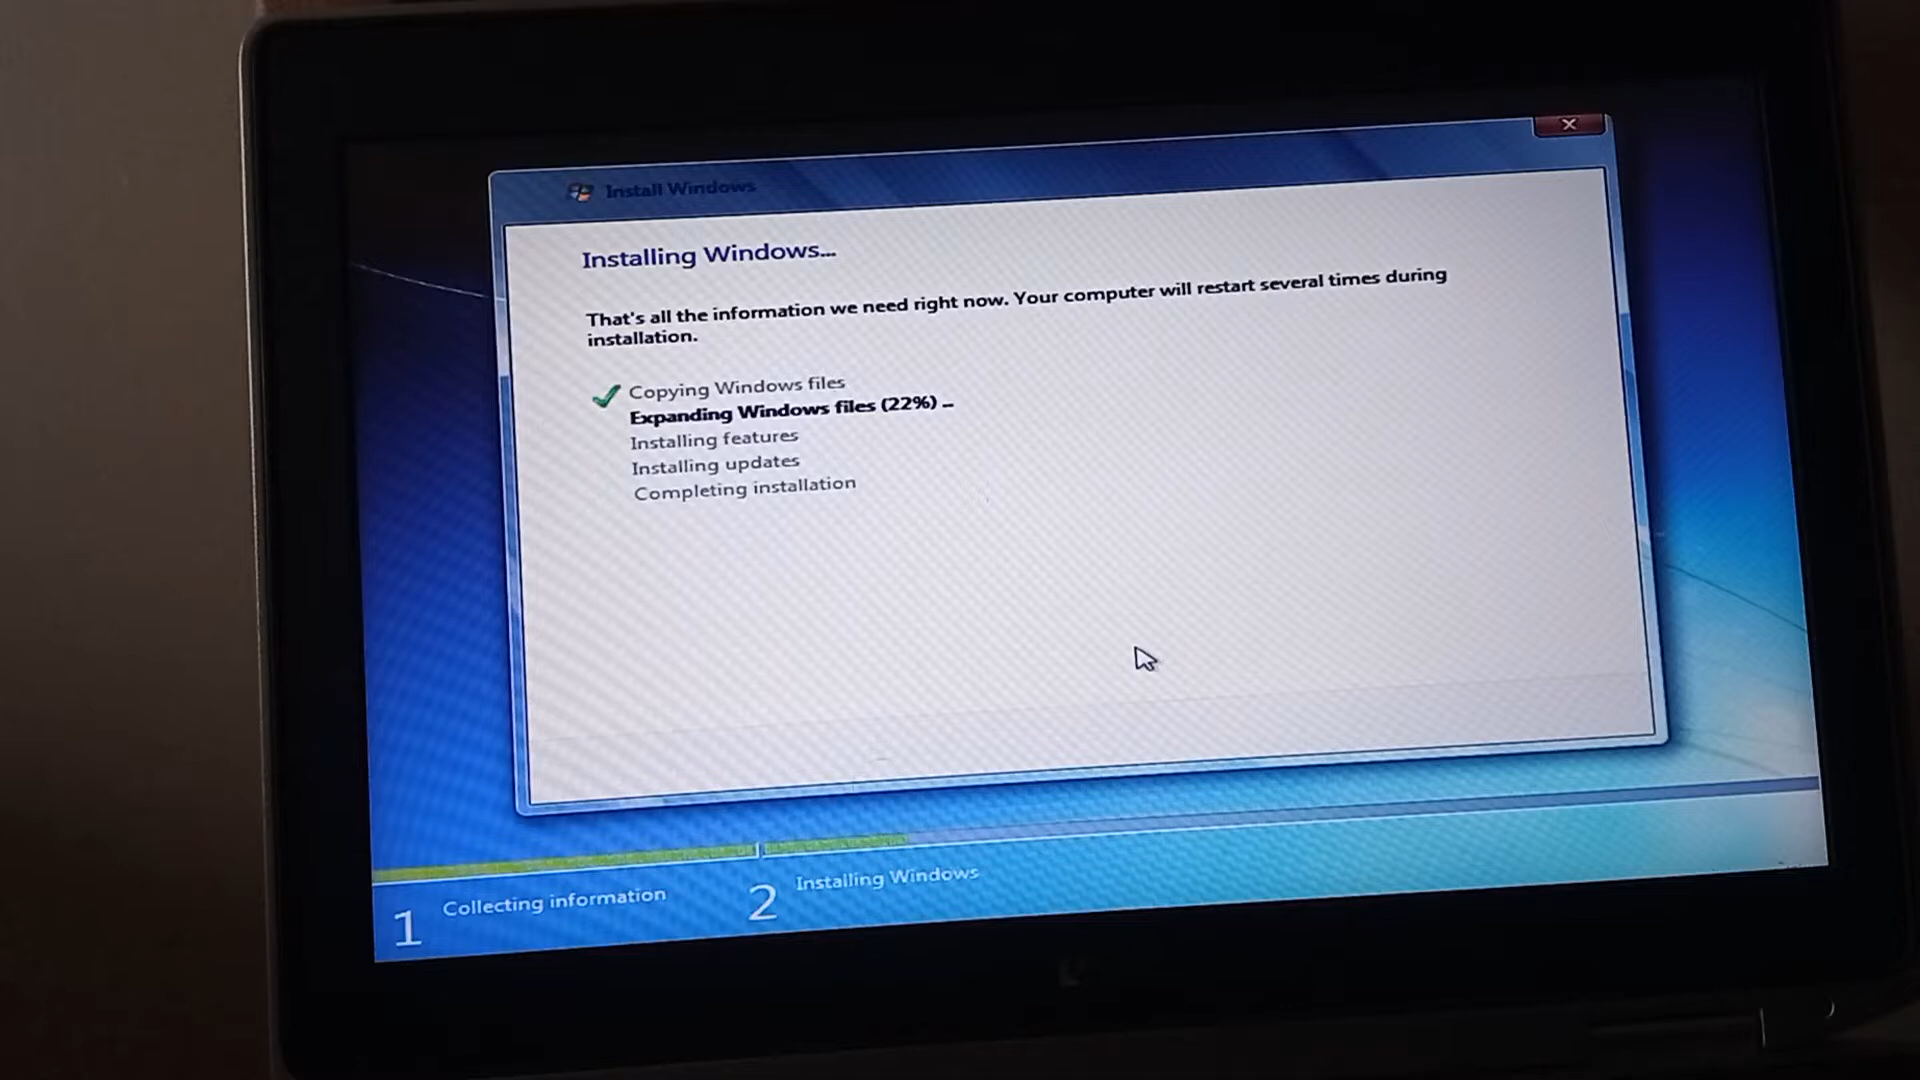 Install Windows
Installing Windows...
That's all the information we need right now. Your computer will restart several times during
installation.
Copying Windows files
Expanding Windows files (22%) ...
Installing features
Installing updates
Completing installation
1 Collecting information
2 Installing Windows